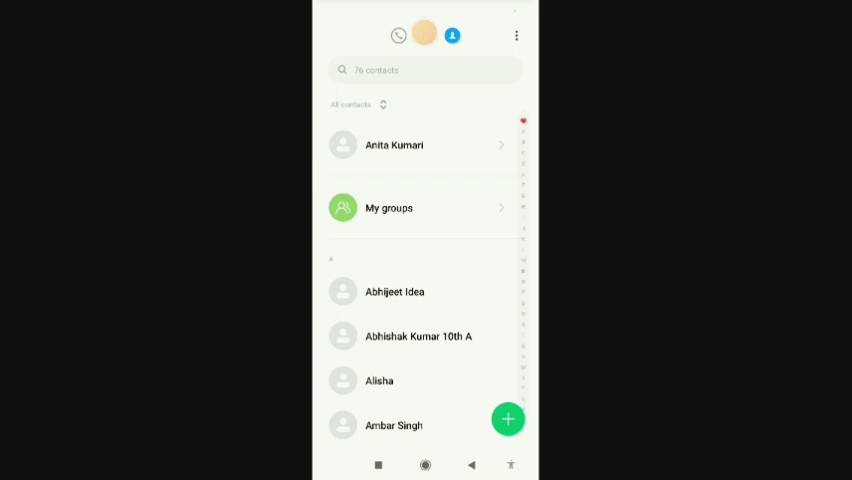 76 contacts
All contacts
Anita Kumari
My groups
A
Abhijeet Idea
Abhishak Kumar 10th A
Alisha
Ambar Singh